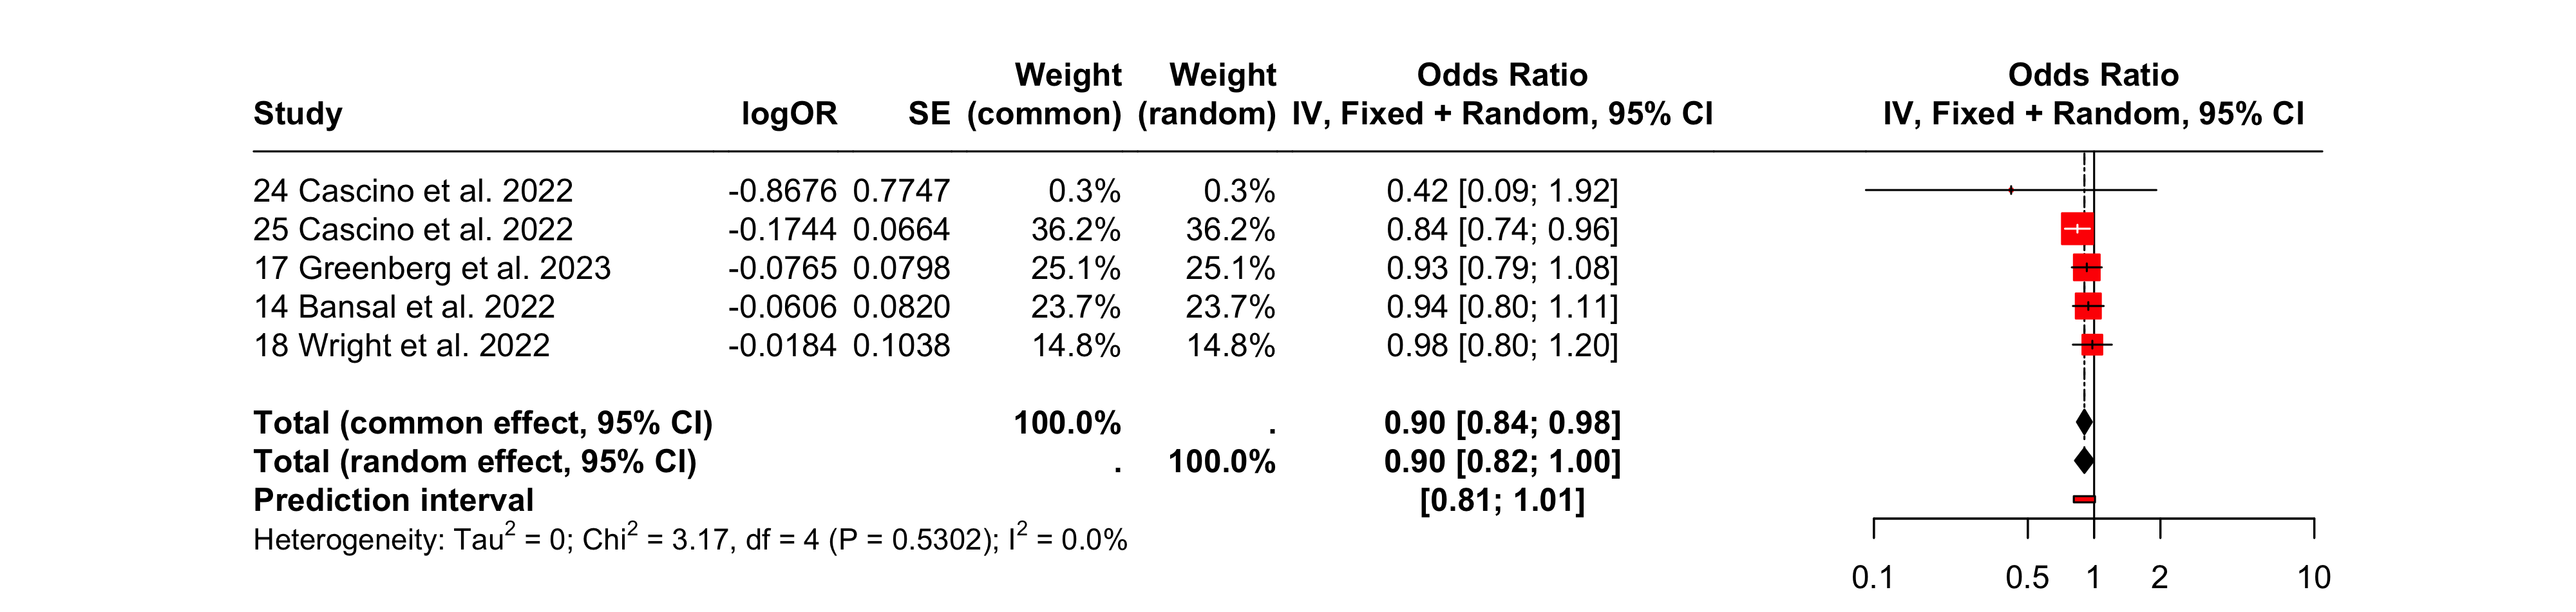 Weight Weight Odds Ratio Odds Ratio
Study logOR SE (common) (random) IV, Fixed + Random, 95% CI IV, Fixed + Random, 95% CI
24 Cascino et al. 2022 -0.8676 0.7747 0.3% 0.3% 0.42 [0.09; 1.92]
25 Cascino et al. 2022 -0.1744 0.0664 36.2% 36.2% 0.84 [0.74; 0.96]
17 Greenberg et al. 2023 -0.0765 0.0798 25.1% 25.1% 0.93 [0.79; 1.08]
14 Bansal et al. 2022 -0.0606 0.0820 23.7% 23.7% 0.94 [0.80; 1.11]
18 Wright et al. 2022 -0.0184 0.1038 14.8% 14.8% 0.98 [0.80; 1.20]
Total (common effect, 95% CI) 100.0% . 0.90 [0.84; 0.98]
Total (random effect, 95% CI) . 100.0% 0.90 [0.82; 1.00]
Prediction interval [0.81; 1.01]
Heterogeneity: Tau² = 0; Chi² = 3.17, df = 4 (P = 0.5302); I² = 0.0%
0.1 0.5 1 2 10